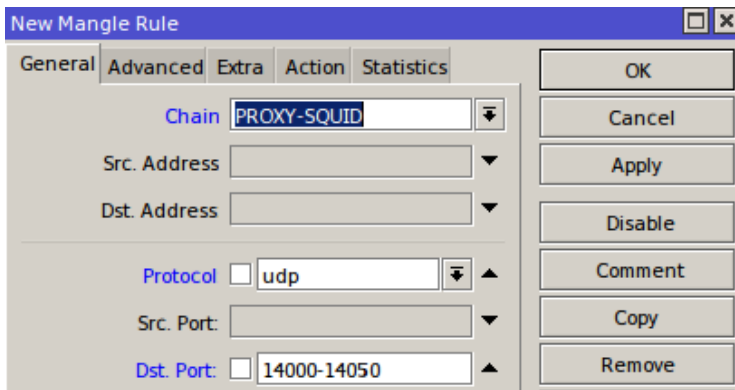 New Mangle Rule
General Advanced Extra Action Statistics
OK
Chain PROXY-SQUID
Cancel
Src. Address
Apply
Dst. Address
Disable
Protocol udp
Comment
Src. Port:
Copy
Dst. Port: 14000-14050
Remove